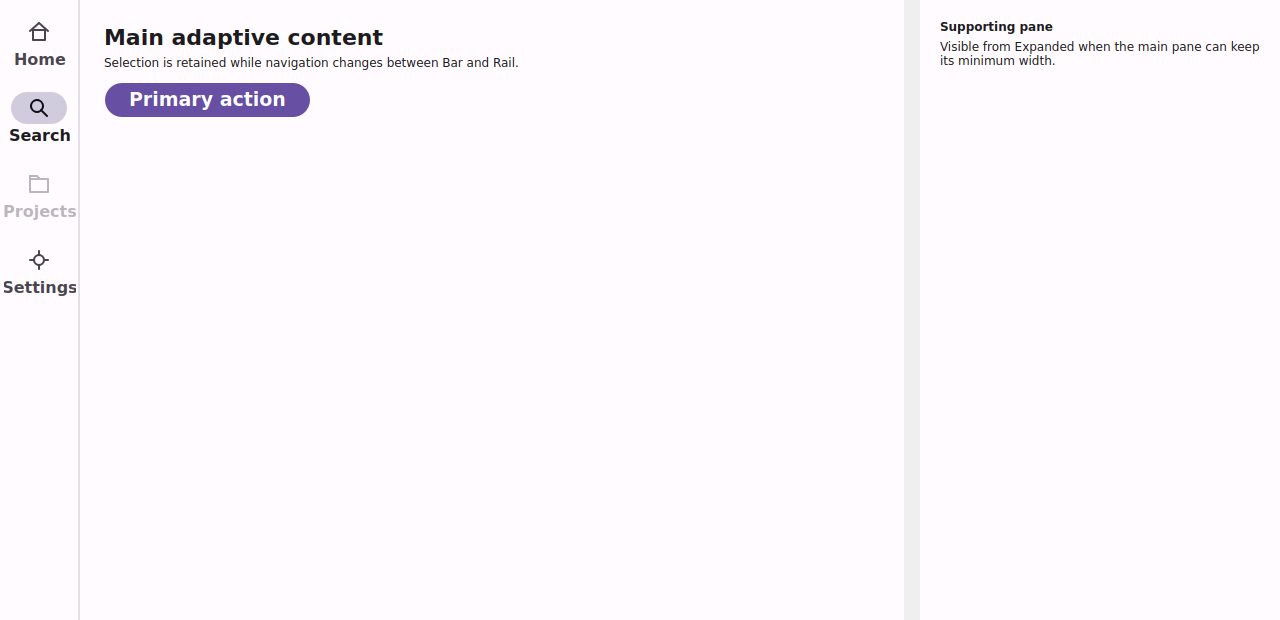 Home
Search
Projects
Settings
Main adaptive content
Selection is retained while navigation changes between Bar and Rail.
Primary action
Supporting pane
Visible from Expanded when the main pane can keep
its minimum width.